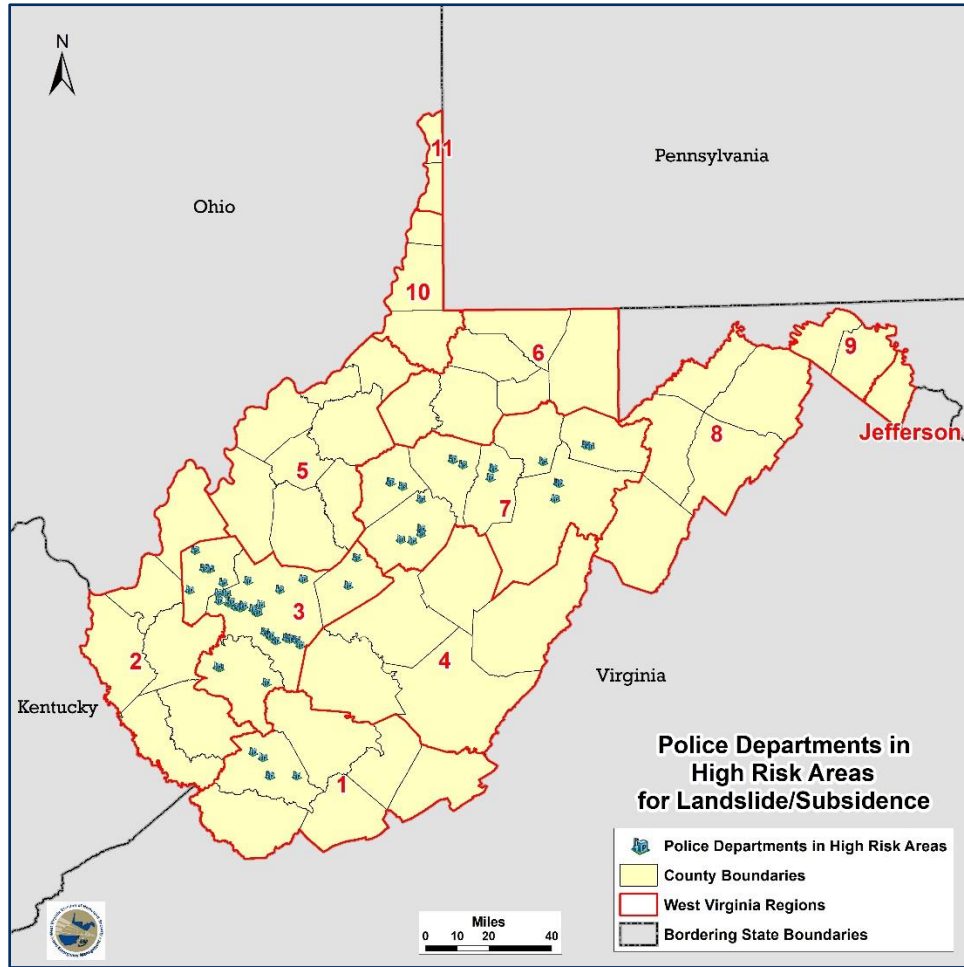 N
11
Pennsylvania
Ohio
10
6
9
8
Jefferson
5
7
3
2
4
Virginia
Kentucky
1
Police Departments in
High Risk Areas
for Landslide/Subsidence
Police Departments in High Risk Areas
County Boundaries
West Virginia Regions
Bordering State Boundaries
Miles
0 10 20 40